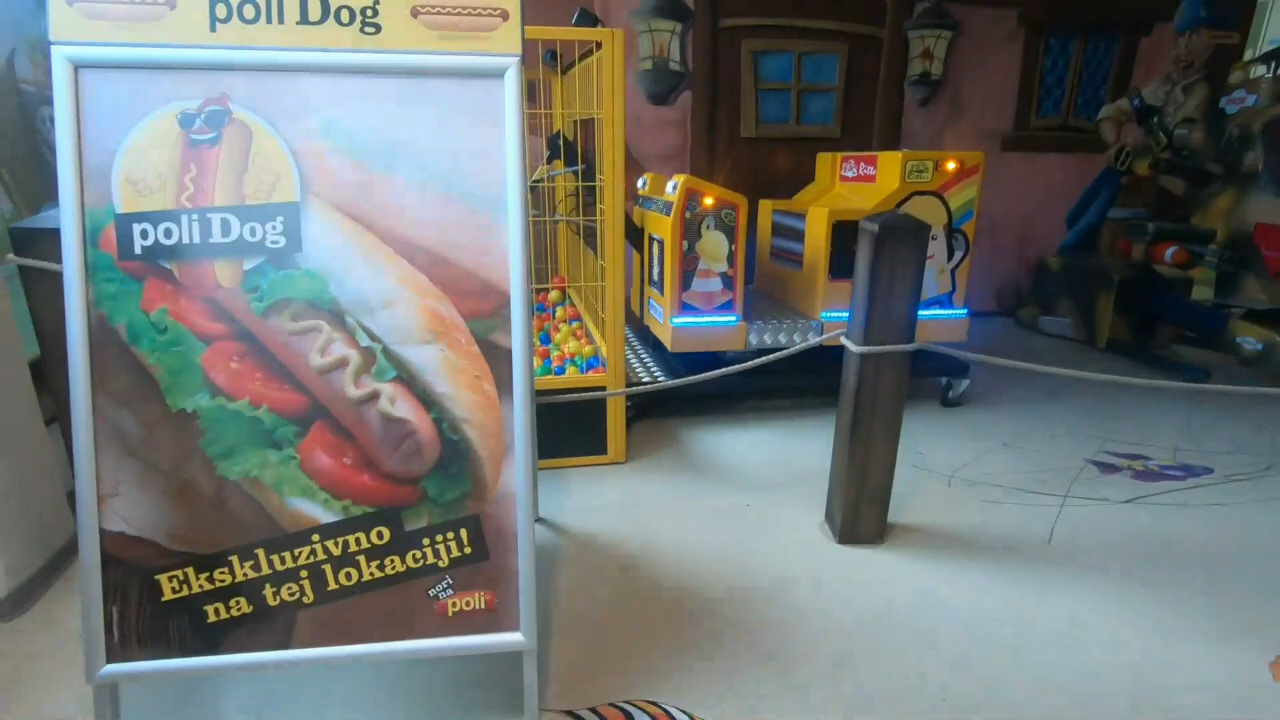 poli Dog
poli Dog
Ekskluzivno
na tej lokaciji!
nori
na
poli